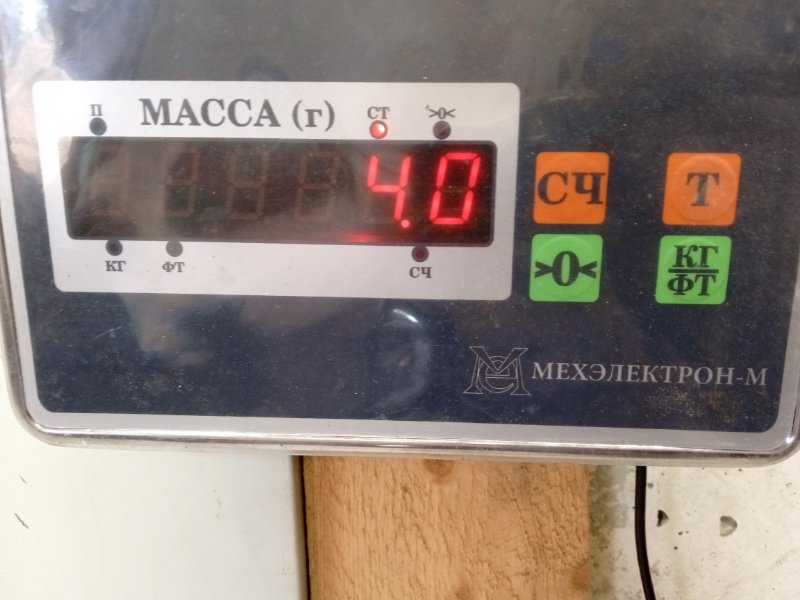 П МАССА (г) СТ >0<
4.0
КГ ФТ СЧ
СЧ Т
>0< КГ
ФТ
МЕХЭЛЕКТРОН-М